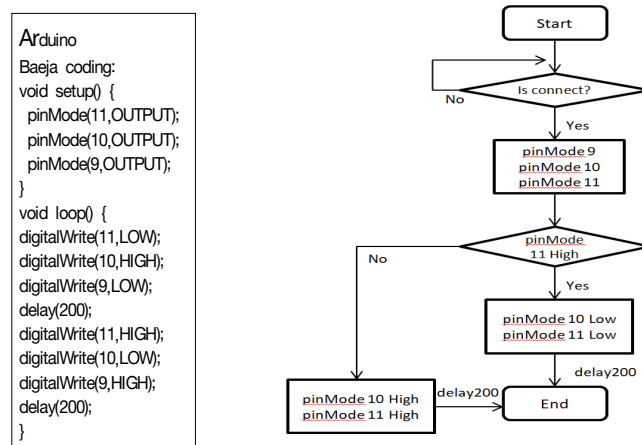 Arduino
Baeja coding:
void setup() {
pinMode(11,OUTPUT);
pinMode(10,OUTPUT);
pinMode(9,OUTPUT);
}
void loop() {
digitalWrite(11,LOW);
digitalWrite(10,HIGH);
digitalWrite(9,LOW);
delay(200);
digitalWrite(11,HIGH);
digitalWrite(10,LOW);
digitalWrite(9,HIGH);
delay(200);
}
Start
Is connect?
No
Yes
pinMode 9
pinMode 10
pinMode 11
pinMode
11 High
No
Yes
pinMode 10 Low
pinMode 11 Low
delay200
pinMode 10 High
pinMode 11 High
delay200
End